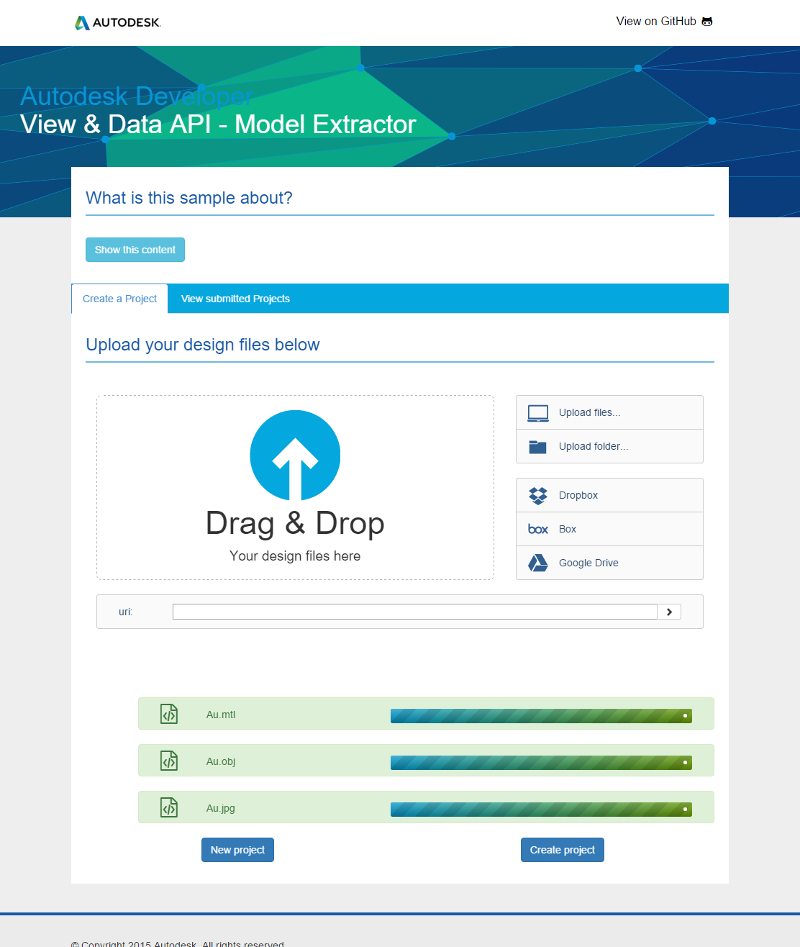 AUTODESK.
View on GitHub
Autodesk Developer
View & Data API - Model Extractor
What is this sample about?
Show this content
Create a Project
View submitted Projects
Upload your design files below
Upload files...
Upload folder...
Drag & Drop
Your design files here
Dropbox
box
Box
Google Drive
uri:
Au.mtl
Au.obj
Au.jpg
New project
Create project
© Copyright 2015 Autodesk. All rights reserved